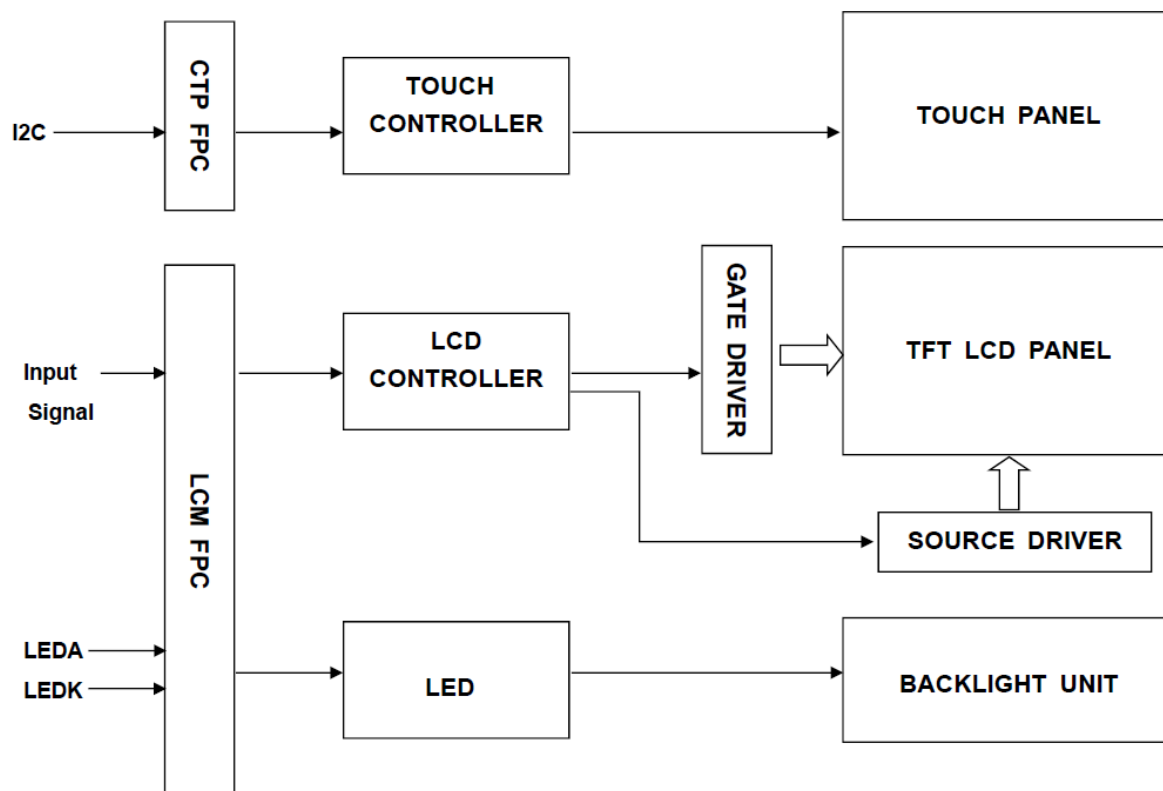 I2C
CTP FPC
TOUCH
CONTROLLER
TOUCH PANEL
Input
Signal
LCM FPC
LCD
CONTROLLER
GATE DRIVER
TFT LCD PANEL
SOURCE DRIVER
LEDA
LEDK
LED
BACKLIGHT UNIT